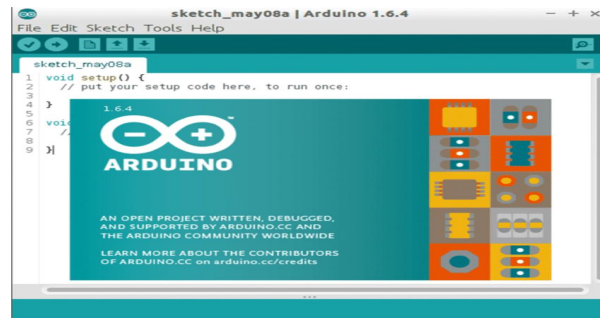 sketch_may08a | Arduino 1.6.4
File Edit Sketch Tools Help
sketch_may08a
1 void setup() {
2 // put your setup code here, to run once:
3
4 }
5
6 voi
7 /
8
9 }
1.6.4
ARDUINO
AN OPEN PROJECT WRITTEN, DEBUGGED,
AND SUPPORTED BY ARDUINO.CC AND
THE ARDUINO COMMUNITY WORLDWIDE
LEARN MORE ABOUT THE CONTRIBUTORS
OF ARDUINO.CC on arduino.cc/credits